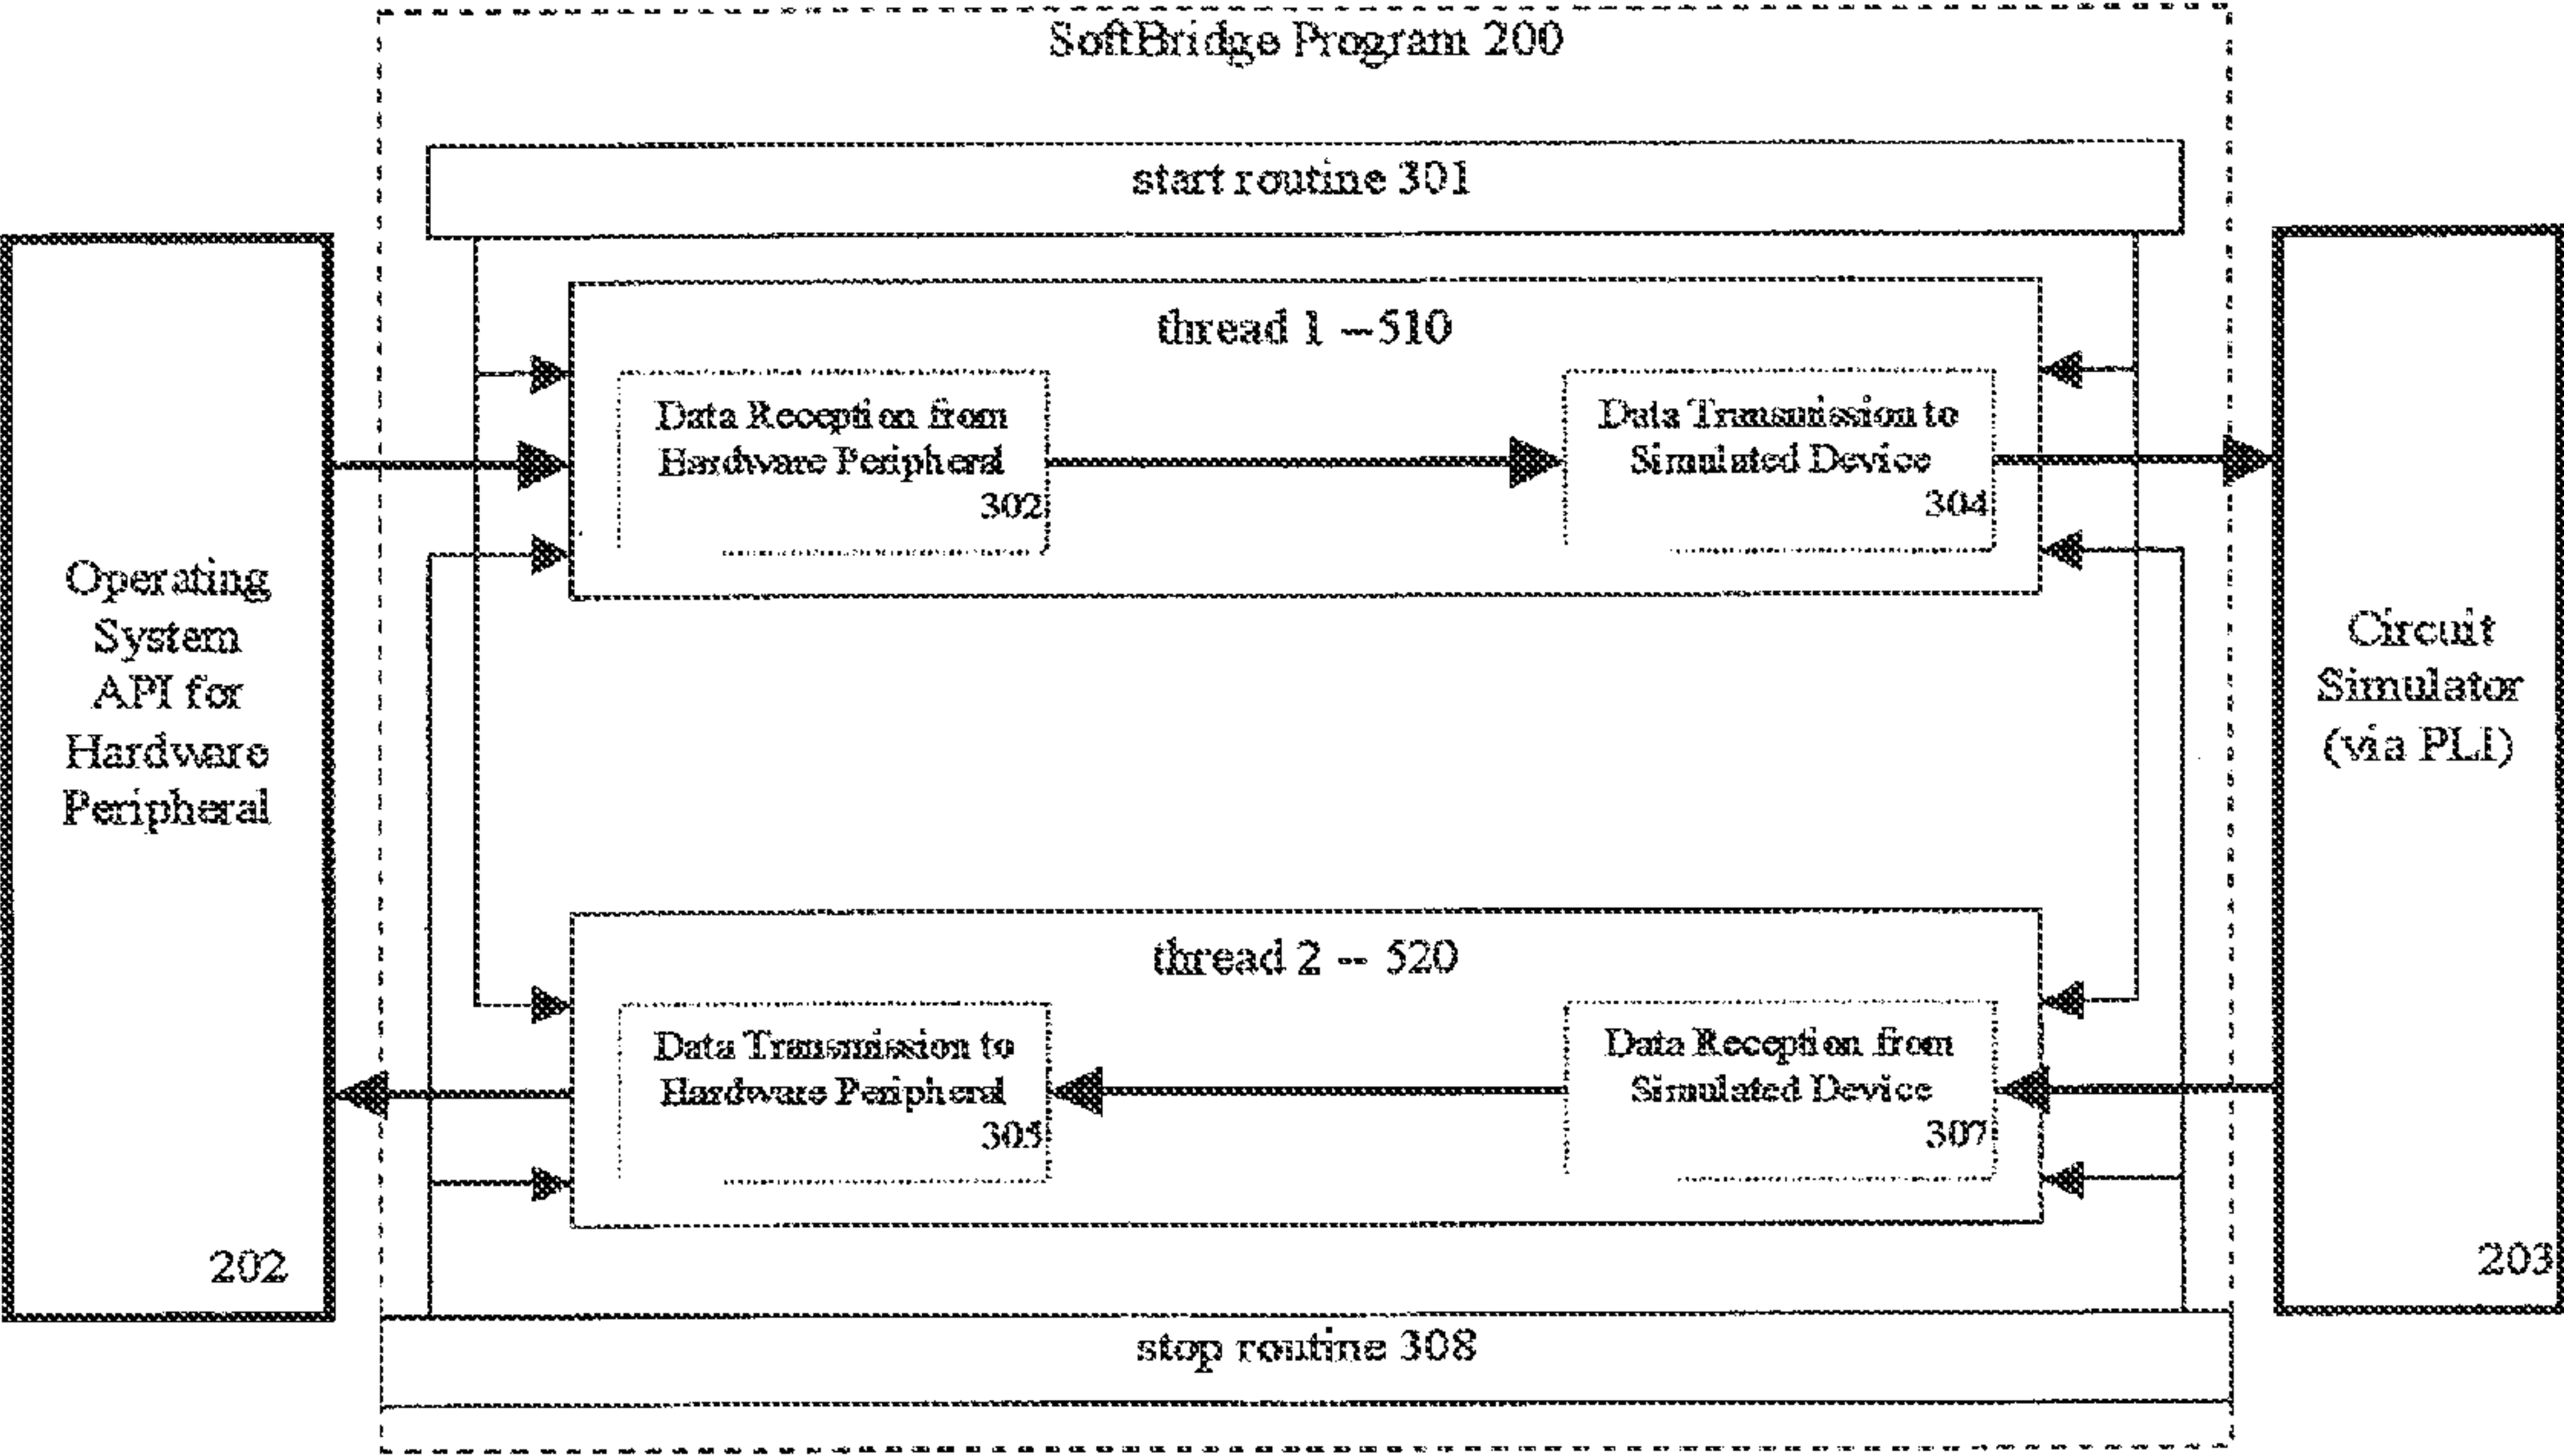 SoftBridge Program 200
start routine 301
thread 1 --510
Data Reception from
Hardware Peripheral
302
Data Transmission to
Simulated Device
304
Operating
System
API for
Hardware
Peripheral
202
Circuit
Simulator
(via PLI)
203
thread 2 -- 520
Data Transmission to
Hardware Peripheral
305
Data Reception from
Simulated Device
307
stop routine 308